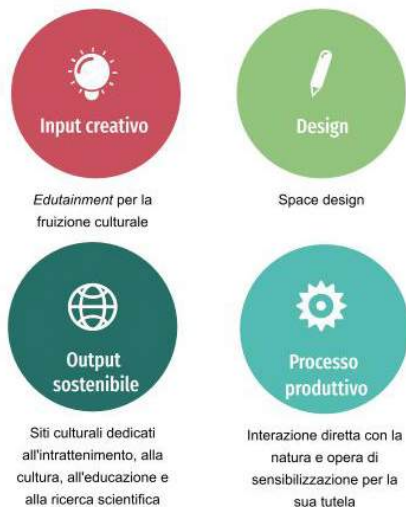 Input creativo
Edutainment per la
fruizione culturale
Design
Space design
Output
sostenibile
Siti culturali dedicati
all'intrattenimento, alla
cultura, all'educazione e
alla ricerca scientifica
Processo
produttivo
Interazione diretta con la
natura e opera di
sensibilizzazione per la
sua tutela